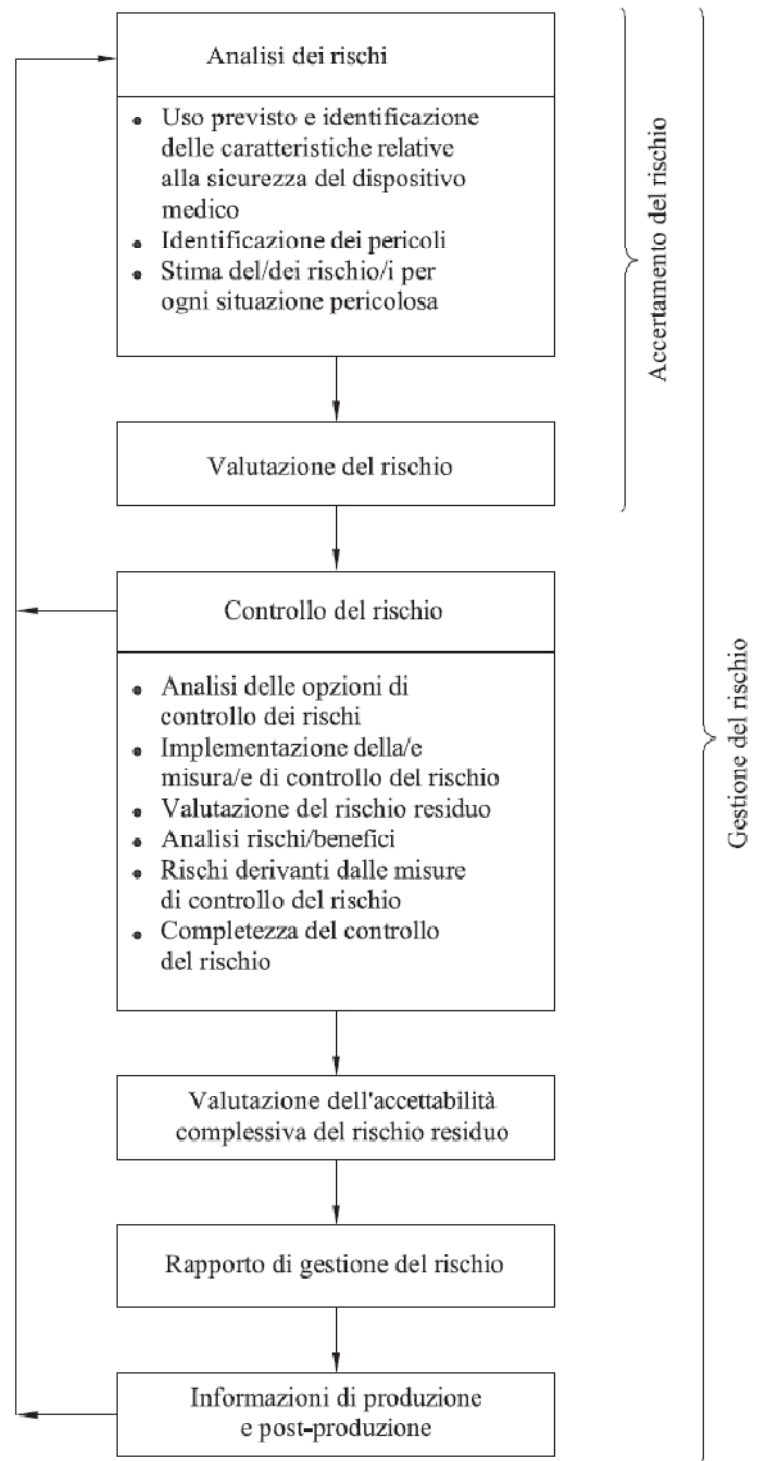 Analisi dei rischi
• Uso previsto e identificazione
delle caratteristiche relative
alla sicurezza del dispositivo
medico
• Identificazione dei pericoli
• Stima del/dei rischio/i per
ogni situazione pericolosa
Valutazione del rischio
Accertamento del rischio
Controllo del rischio
• Analisi delle opzioni di
controllo dei rischi
• Implementazione della/e
misura/e di controllo del rischio
• Valutazione del rischio residuo
• Analisi rischi/benefici
• Rischi derivanti dalle misure
di controllo del rischio
• Completezza del controllo
del rischio
Valutazione dell'accettabilità
complessiva del rischio residuo
Rapporto di gestione del rischio
Informazioni di produzione
e post-produzione
Gestione del rischio